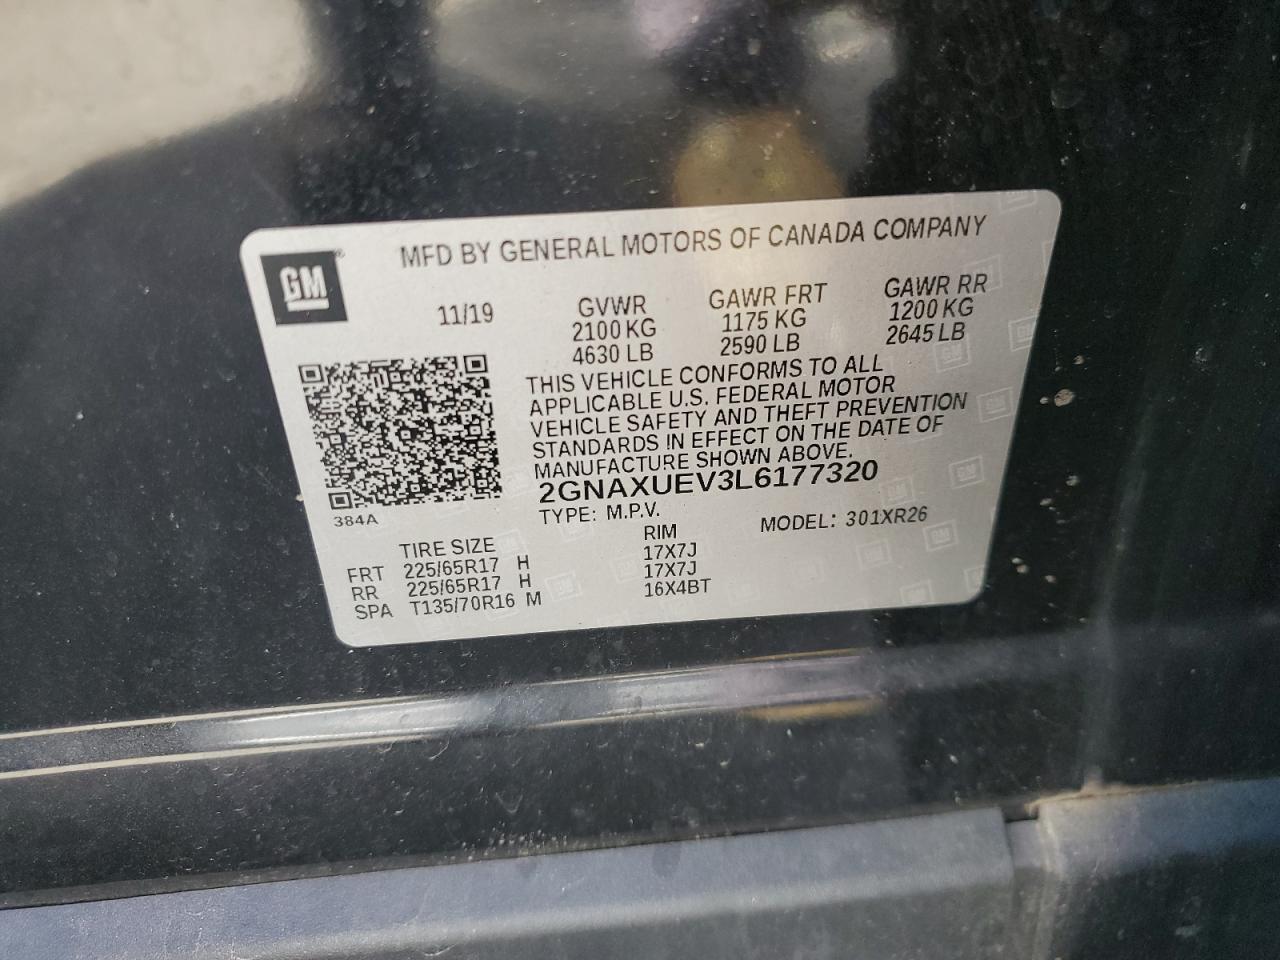 GM®
MFD BY GENERAL MOTORS OF CANADA COMPANY
11/19 GVWR GAWR FRT GAWR RR
2100 KG 1175 KG 1200 KG
4630 LB 2590 LB 2645 LB
THIS VEHICLE CONFORMS TO ALL
APPLICABLE U.S. FEDERAL MOTOR
VEHICLE SAFETY AND THEFT PREVENTION
STANDARDS IN EFFECT ON THE DATE OF
MANUFACTURE SHOWN ABOVE.
2GNAXUEV3L6177320
384A
TYPE: M.P.V. MODEL: 301XR26
TIRE SIZE RIM
FRT 225/65R17 H 17X7J
RR 225/65R17 H 17X7J
SPA T135/70R16 M 16X4BT